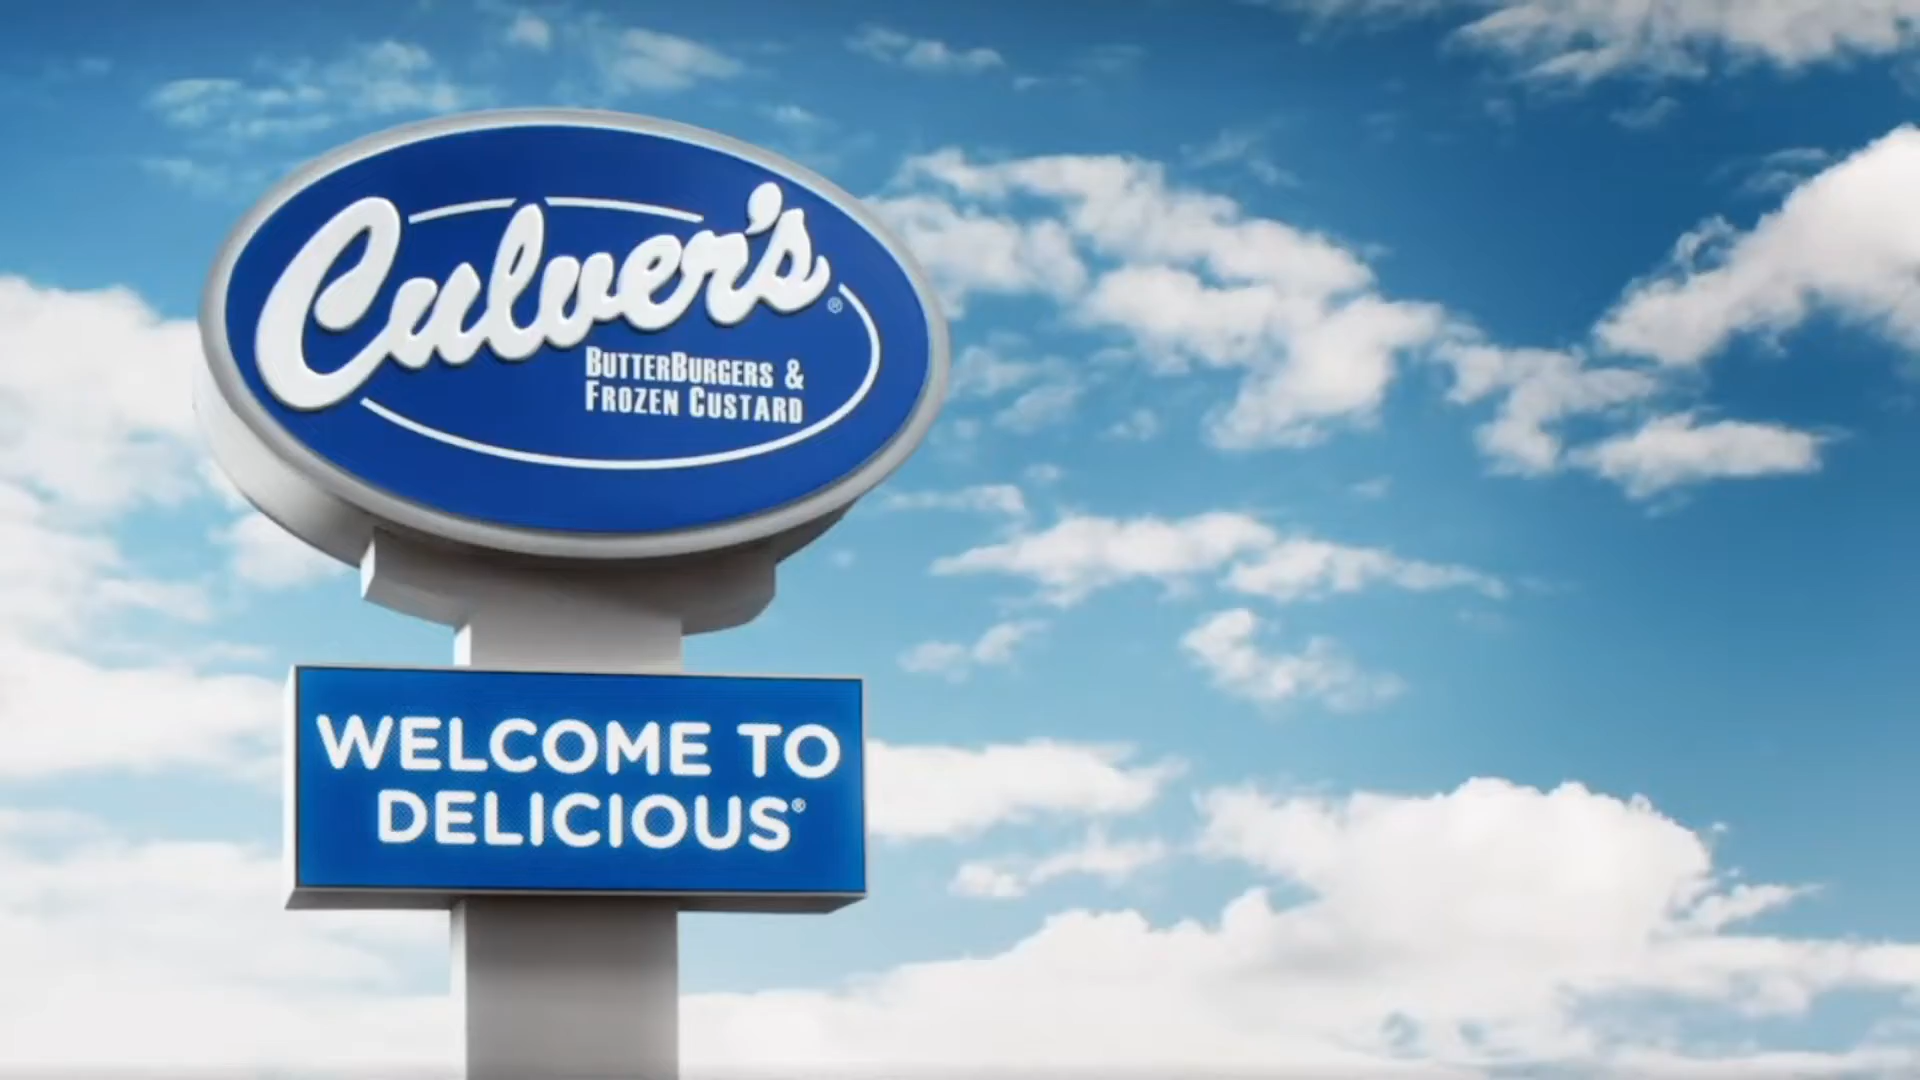 Culver's®
BUTTERBURGERS &
FROZEN CUSTARD
WELCOME TO
DELICIOUS®